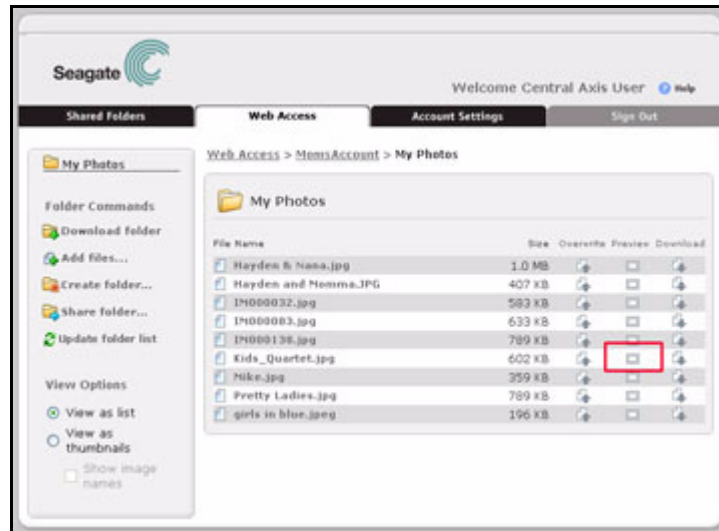 Seagate
Welcome Central Axis User Help
Shared Folders Web Access Account Settings Sign Out
My Photos
Web Access > MomsAccount > My Photos
Folder Commands
Download folder
Add files...
Create folder...
Share folder...
Update folder list
View Options
View as list
View as
thumbnails
Show image
names
My Photos
File Name Size Overwrite Preview Download
Hayden & Nana.jpg 1.0 MB
Hayden and Momma.JPG 407 KB
IM000032.jpg 583 KB
IM000083.jpg 633 KB
IM000138.jpg 789 KB
Kids_Quartet.jpg 602 KB
Mike.jpg 359 KB
Pretty Ladies.jpg 789 KB
girls in blue.jpeg 196 KB